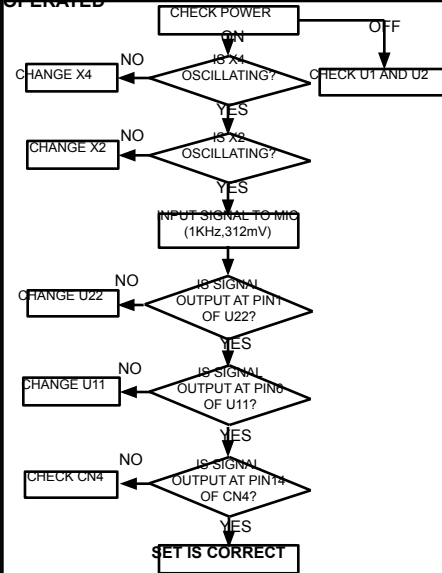 OPERATED
CHECK POWER
OFF
ON
NO
IS X4
OSCILLATING?
CHANGE X4
CHECK U1 AND U2
YES
NO
IS X2
OSCILLATING?
CHANGE X2
YES
INPUT SIGNAL TO MIC
(1KHz,312mV)
NO
IS SIGNAL
OUTPUT AT PIN1
OF U22?
CHANGE U22
YES
NO
IS SIGNAL
OUTPUT AT PIN6
OF U11?
CHANGE U11
YES
NO
IS SIGNAL
OUTPUT AT PIN14
OF CN4?
CHECK CN4
YES
SET IS CORRECT